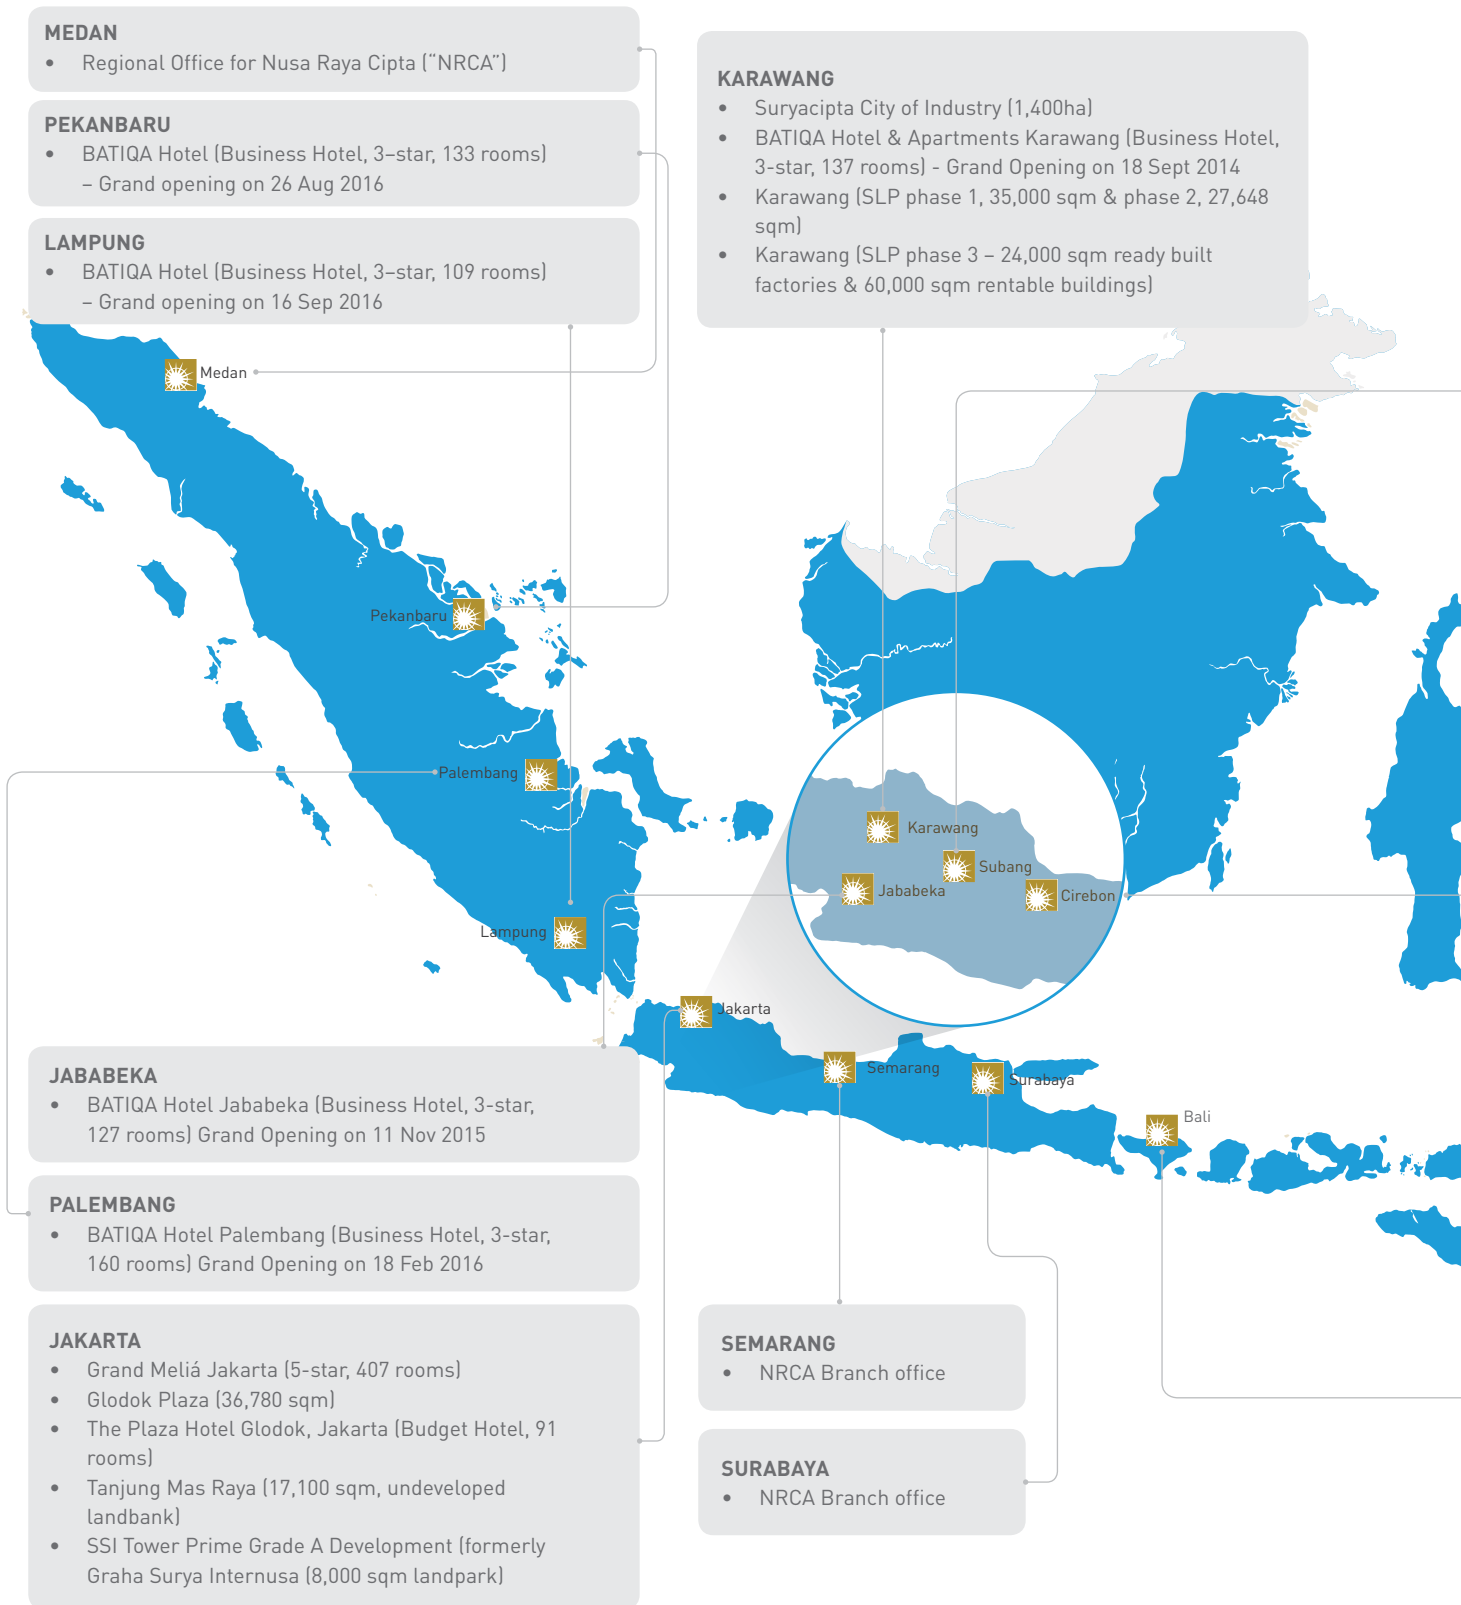 MEDAN
• Regional Office for Nusa Raya Cipta (“NRCA”)
PEKANBARU
• BATIQA Hotel (Business Hotel, 3–star, 133 rooms)
– Grand opening on 26 Aug 2016
LAMPUNG
• BATIQA Hotel (Business Hotel, 3–star, 109 rooms)
– Grand opening on 16 Sep 2016
KARAWANG
• Suryacipta City of Industry (1,400ha)
• BATIQA Hotel & Apartments Karawang (Business Hotel,
3-star, 137 rooms) - Grand Opening on 18 Sept 2014
• Karawang (SLP phase 1, 35,000 sqm & phase 2, 27,648
sqm)
• Karawang (SLP phase 3 – 24,000 sqm ready built
factories & 60,000 sqm rentable buildings)
Medan
Pekanbaru
Palembang
Lampung
Karawang
Subang
Jababeka
Cirebon
Jakarta
Semarang
Surabaya
Bali
JABABEKA
• BATIQA Hotel Jababeka (Business Hotel, 3-star,
127 rooms) Grand Opening on 11 Nov 2015
PALEMBANG
• BATIQA Hotel Palembang (Business Hotel, 3-star,
160 rooms) Grand Opening on 18 Feb 2016
JAKARTA
• Grand Meliá Jakarta (5-star, 407 rooms)
• Glodok Plaza (36,780 sqm)
• The Plaza Hotel Glodok, Jakarta (Budget Hotel, 91
rooms)
• Tanjung Mas Raya (17,100 sqm, undeveloped
landbank)
• SSI Tower Prime Grade A Development (formerly
Graha Surya Internusa (8,000 sqm landpark)
SEMARANG
• NRCA Branch office
SURABAYA
• NRCA Branch office